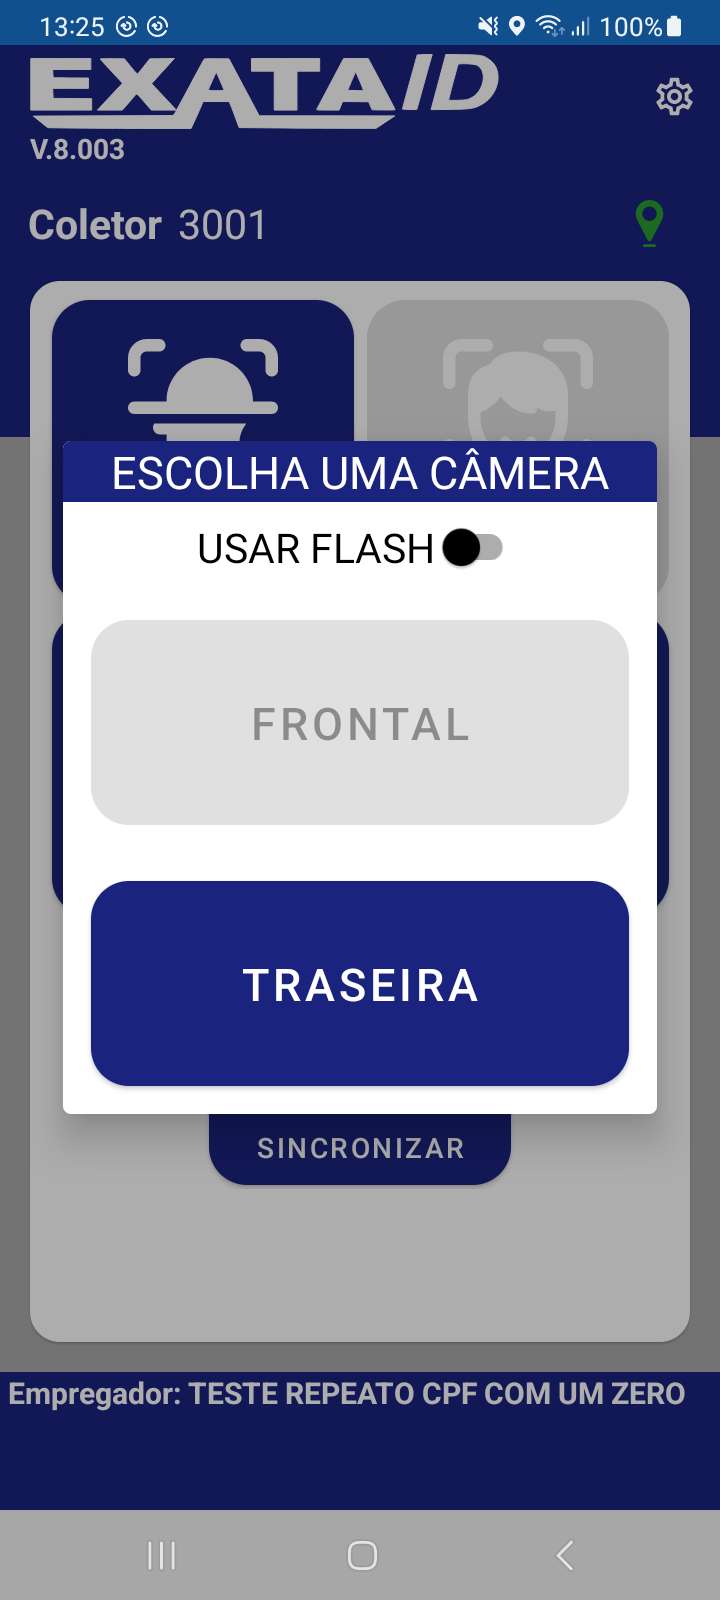 13:25
100%
EXATAID
V.8.003
Coletor 3001
ESCOLHA UMA CÂMERA
USAR FLASH
FRONTAL
TRASEIRA
SINCRONIZAR
Empregador: TESTE REPEATO CPF COM UM ZERO